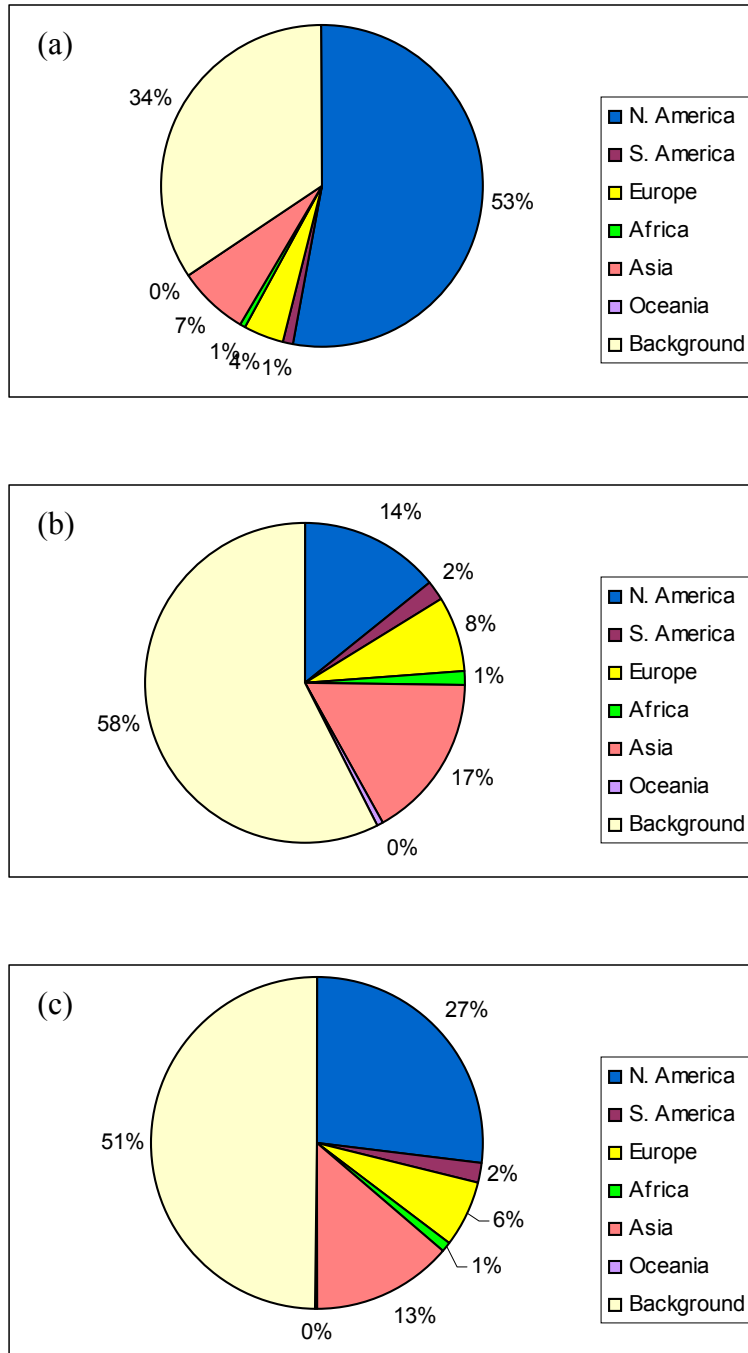 (a)
34%
53%
0%
7%
1%
4%
1%
N. America
S. America
Europe
Africa
Asia
Oceania
Background
(b)
14%
2%
8%
1%
58%
17%
0%
N. America
S. America
Europe
Africa
Asia
Oceania
Background
(c)
27%
51%
2%
6%
1%
13%
0%
N. America
S. America
Europe
Africa
Asia
Oceania
Background